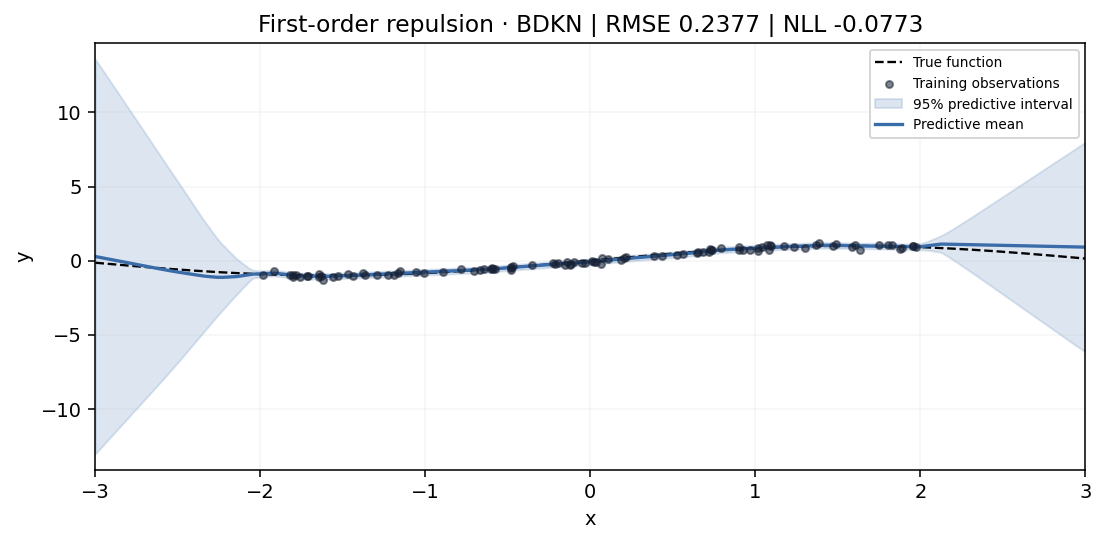 First-order repulsion · BDKN | RMSE 0.2377 | NLL -0.0773
True function
Training observations
95% predictive interval
Predictive mean
10
5
0
−5
−10
y
−3 −2 −1 0 1 2 3
x